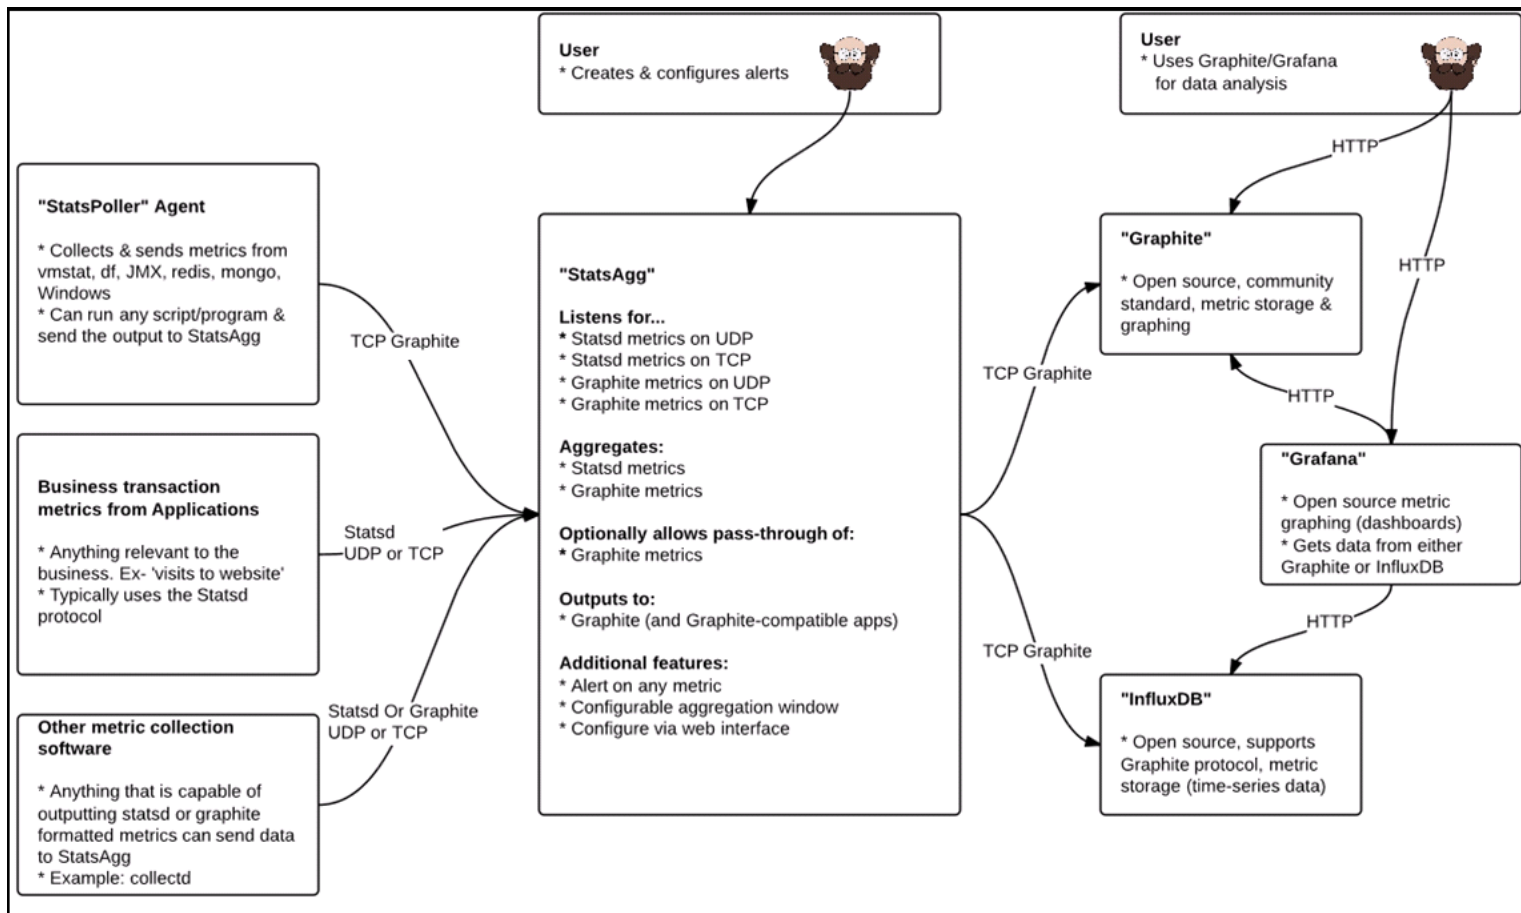 User
* Creates & configures alerts
User
* Uses Graphite/Grafana
for data analysis
HTTP
"StatsPoller" Agent
* Collects & sends metrics from
vmstat, df, JMX, redis, mongo,
Windows
* Can run any script/program &
send the output to StatsAgg
TCP Graphite
Business transaction
metrics from Applications
* Anything relevant to the
business. Ex- 'visits to website'
* Typically uses the Statsd
protocol
Statsd
UDP or TCP
Other metric collection
software
* Anything that is capable of
outputting statsd or graphite
formatted metrics can send data
to StatsAgg
* Example: collectd
Statsd Or Graphite
UDP or TCP
"StatsAgg"
Listens for...
* Statsd metrics on UDP
* Statsd metrics on TCP
* Graphite metrics on UDP
* Graphite metrics on TCP
Aggregates:
* Statsd metrics
* Graphite metrics
Optionally allows pass-through of:
* Graphite metrics
Outputs to:
* Graphite (and Graphite-compatible apps)
Additional features:
* Alert on any metric
* Configurable aggregation window
* Configure via web interface
TCP Graphite
TCP Graphite
"Graphite"
* Open source, community
standard, metric storage &
graphing
HTTP
HTTP
"Grafana"
* Open source metric
graphing (dashboards)
* Gets data from either
Graphite or InfluxDB
HTTP
"InfluxDB"
* Open source, supports
Graphite protocol, metric
storage (time-series data)